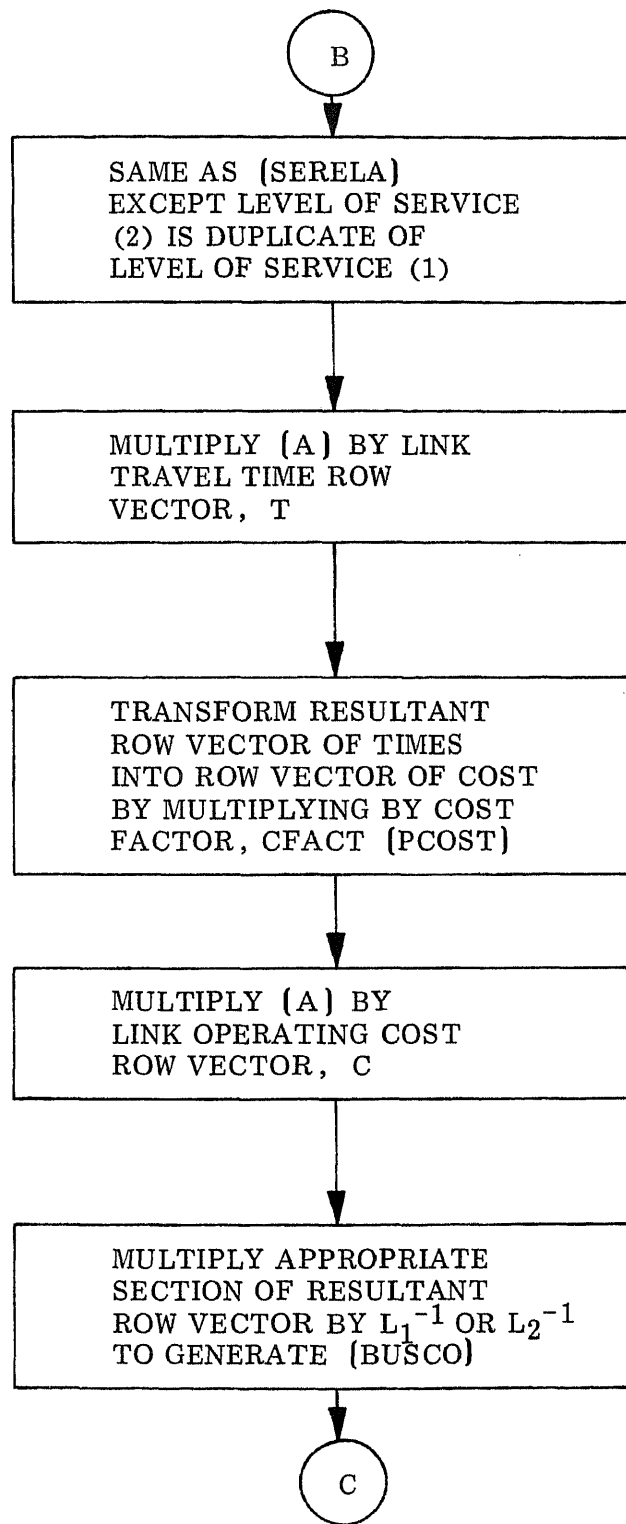 B
SAME AS (SERELA)
EXCEPT LEVEL OF SERVICE
(2) IS DUPLICATE OF
LEVEL OF SERVICE (1)
MULTIPLY (A) BY LINK
TRAVEL TIME ROW
VECTOR, T
TRANSFORM RESULTANT
ROW VECTOR OF TIMES
INTO ROW VECTOR OF COST
BY MULTIPLYING BY COST
FACTOR, CFACT (PCOST)
MULTIPLY (A) BY
LINK OPERATING COST
ROW VECTOR, C
MULTIPLY APPROPRIATE
SECTION OF RESULTANT
ROW VECTOR BY L₁⁻¹ OR L₂⁻¹
TO GENERATE (BUSCO)
C